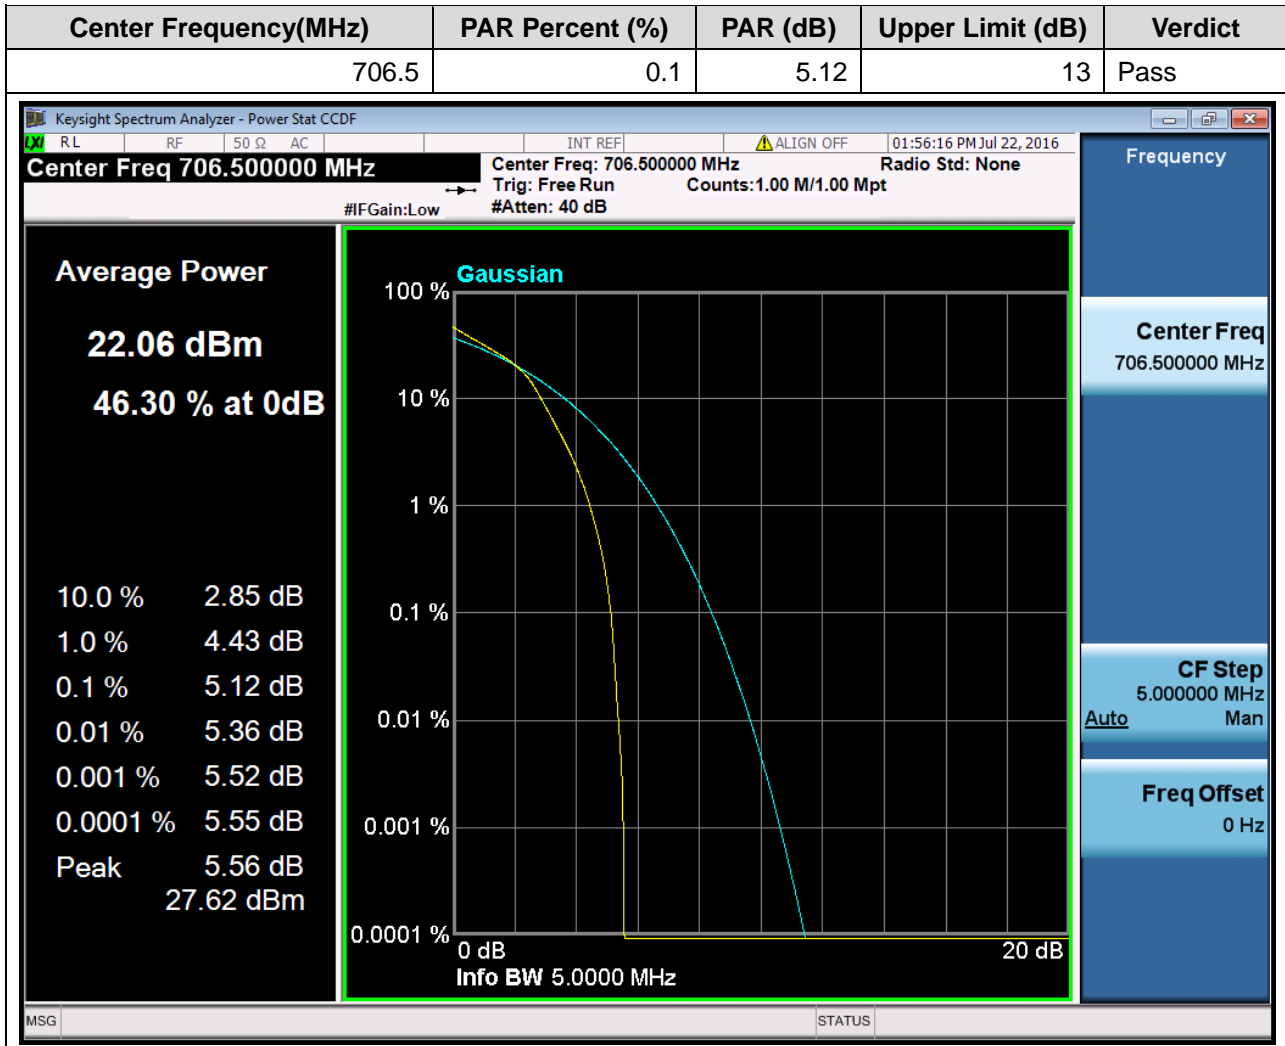 Center Frequency(MHz) PAR Percent (%) PAR (dB) Upper Limit (dB) Verdict
706.5 0.1 5.12 13 Pass
Keysight Spectrum Analyzer - Power Stat CCDF
LXI RL RF 50 Ω AC INT REF ALIGN OFF 01:56:16 PM Jul 22, 2016
Center Freq 706.500000 MHz
Center Freq: 706.500000 MHz Radio Std: None
Trig: Free Run Counts:1.00 M/1.00 Mpt
#IFGain:Low #Atten: 40 dB
Average Power
22.06 dBm
46.30 % at 0dB
10.0 % 2.85 dB
1.0 % 4.43 dB
0.1 % 5.12 dB
0.01 % 5.36 dB
0.001 % 5.52 dB
0.0001 % 5.55 dB
Peak 5.56 dB
27.62 dBm
Gaussian
100 %
10 %
1 %
0.1 %
0.01 %
0.001 %
0.0001 %
0 dB 20 dB
Info BW 5.0000 MHz
Frequency
Center Freq
706.500000 MHz
CF Step
5.000000 MHz
Auto Man
Freq Offset
0 Hz
MSG STATUS